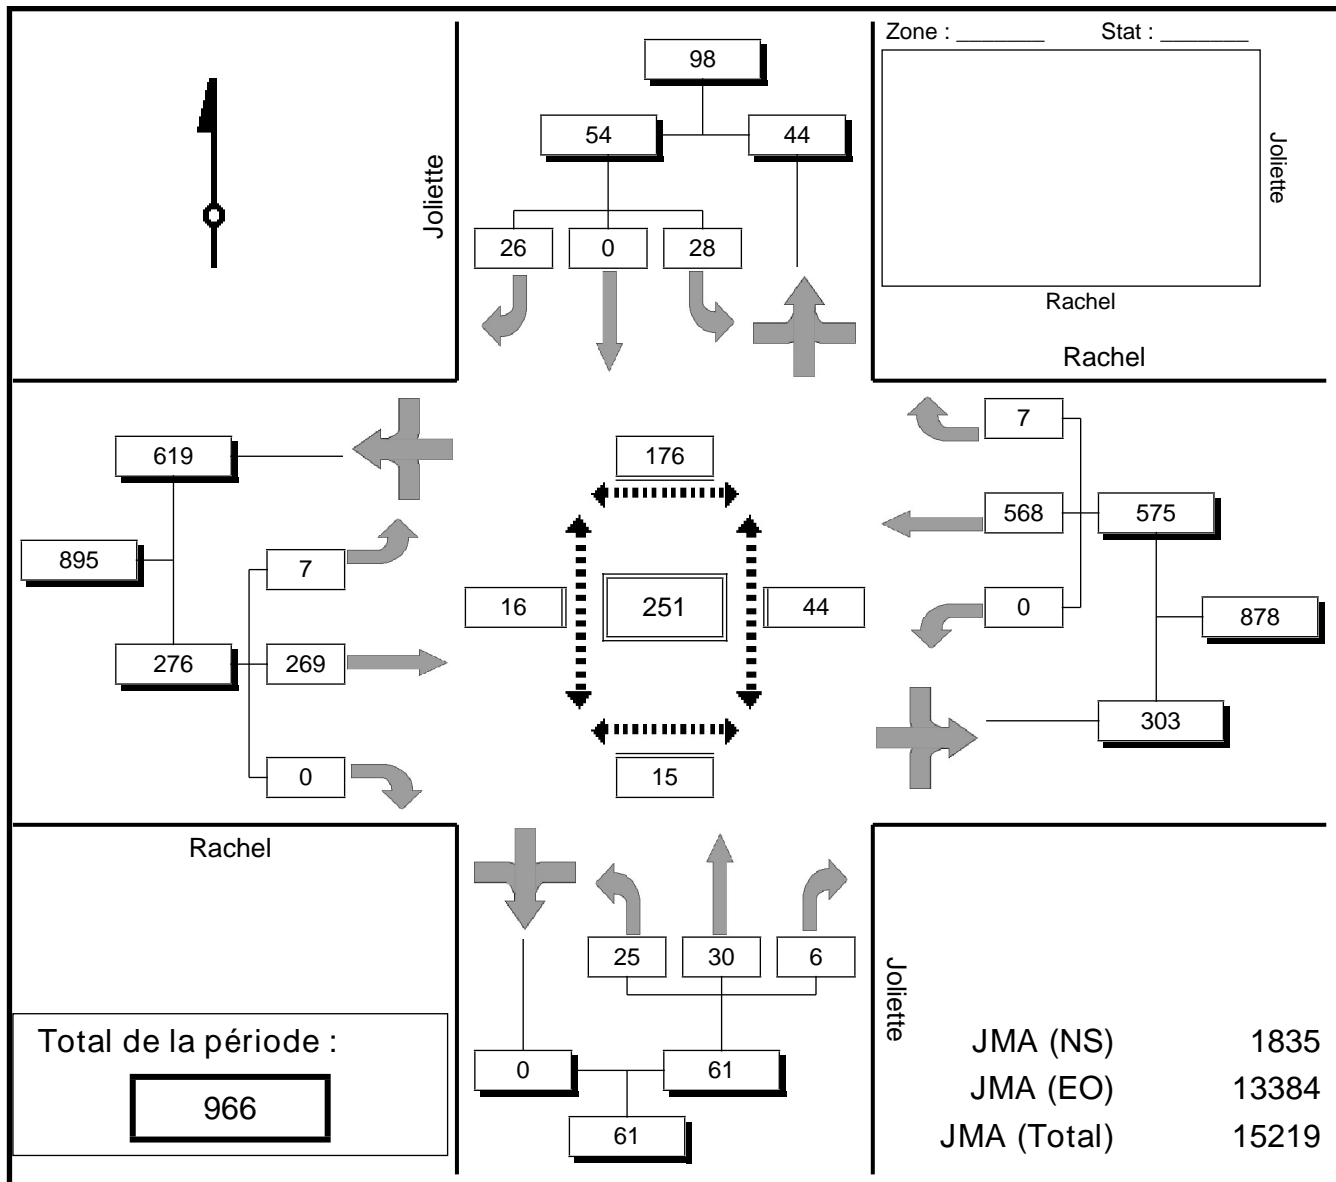 Zone : _______ Stat : _______
98
54
44
Joliette
Joliette
26
0
28
Rachel
Rachel
7
619
176
568
575
895
7
16
251
44
0
878
276
269
303
0
15
Rachel
25
30
6
Joliette
Total de la période :
966
0
61
61
JMA (NS) 1835
JMA (EO) 13384
JMA (Total) 15219